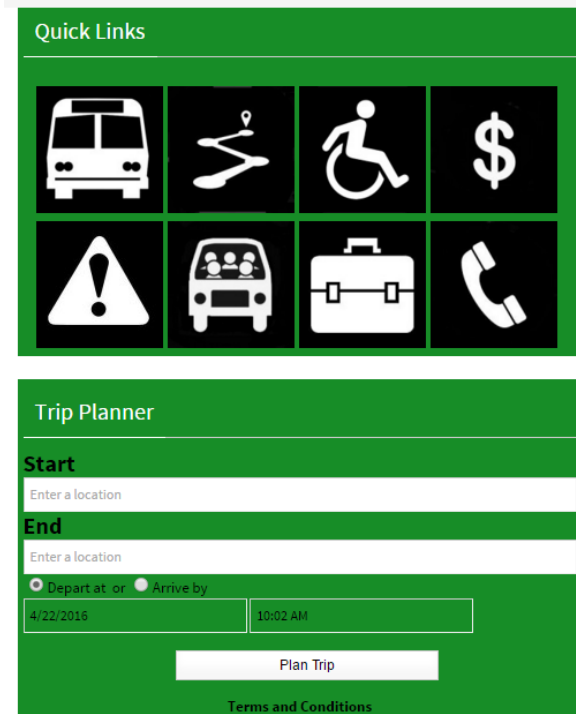 Quick Links
$
Trip Planner
Start
Enter a location
End
Enter a location
Depart at or Arrive by
4/22/2016 10:02 AM
Plan Trip
Terms and Conditions